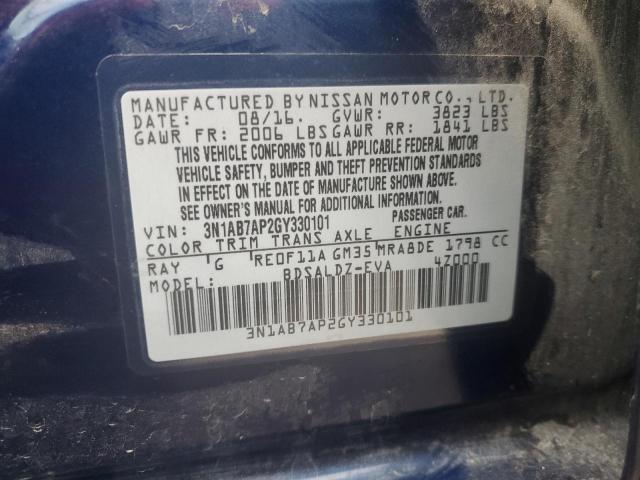 MANUFACTURED BY NISSAN MOTOR CO., LTD.
DATE: 08/16. GVWR: 3823 LBS
GAWR FR: 2006 LBS GAWR RR: 1841 LBS
THIS VEHICLE CONFORMS TO ALL APPLICABLE FEDERAL MOTOR
VEHICLE SAFETY, BUMPER AND THEFT PREVENTION STANDARDS
IN EFFECT ON THE DATE OF MANUFACTURE SHOWN ABOVE.
SEE OWNER'S MANUAL FOR ADDITIONAL INFORMATION.
VIN: 3N1AB7AP2GY330101 PASSENGER CAR.
COLOR TRIM TRANS AXLE ENGINE
RAY G RE0F11A GM35 MRA8DE 1798 CC
MODEL: BDSALDZ-EVA 47000
3N1AB7AP2GY330101